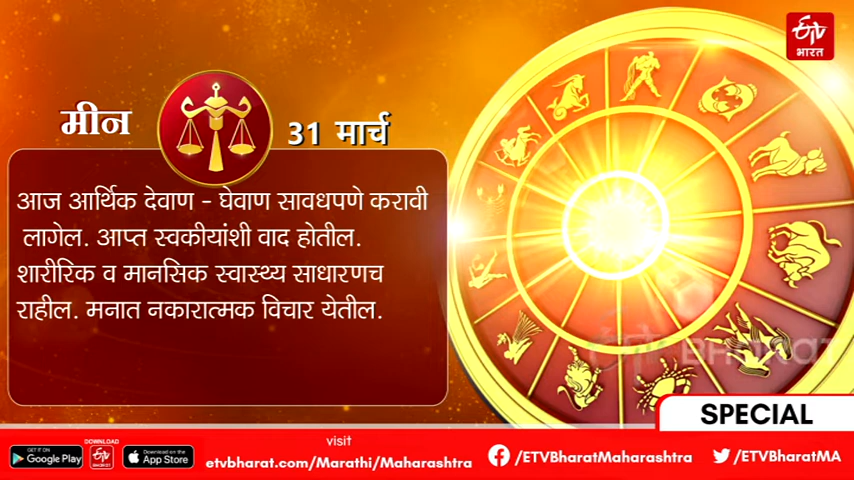 etv
भारत
मीन
31 मार्च
आज आर्थिक देवाण - घेवाण सावधपणे करावी
लागेल. आप्त स्वकीयांशी वाद होतील.
शारीरिक व मानसिक स्वास्थ्य साधारणच
राहील. मनात नकारात्मक विचार येतील.
BHARAT
SPECIAL
visit
DOWNLOAD
GET IT ON
Google Play
Download on the
App Store
etvbharat.com/Marathi/Maharashtra
/ETVBharatMaharashtra
/ETVBharatMA